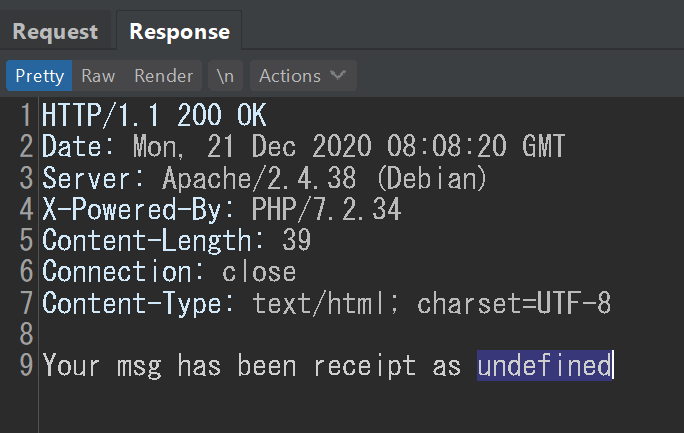 Request Response
Pretty Raw Render \n Actions
1 HTTP/1.1 200 OK
2 Date: Mon, 21 Dec 2020 08:08:20 GMT
3 Server: Apache/2.4.38 (Debian)
4 X-Powered-By: PHP/7.2.34
5 Content-Length: 39
6 Connection: close
7 Content-Type: text/html; charset=UTF-8
8
9 Your msg has been receipt as undefined